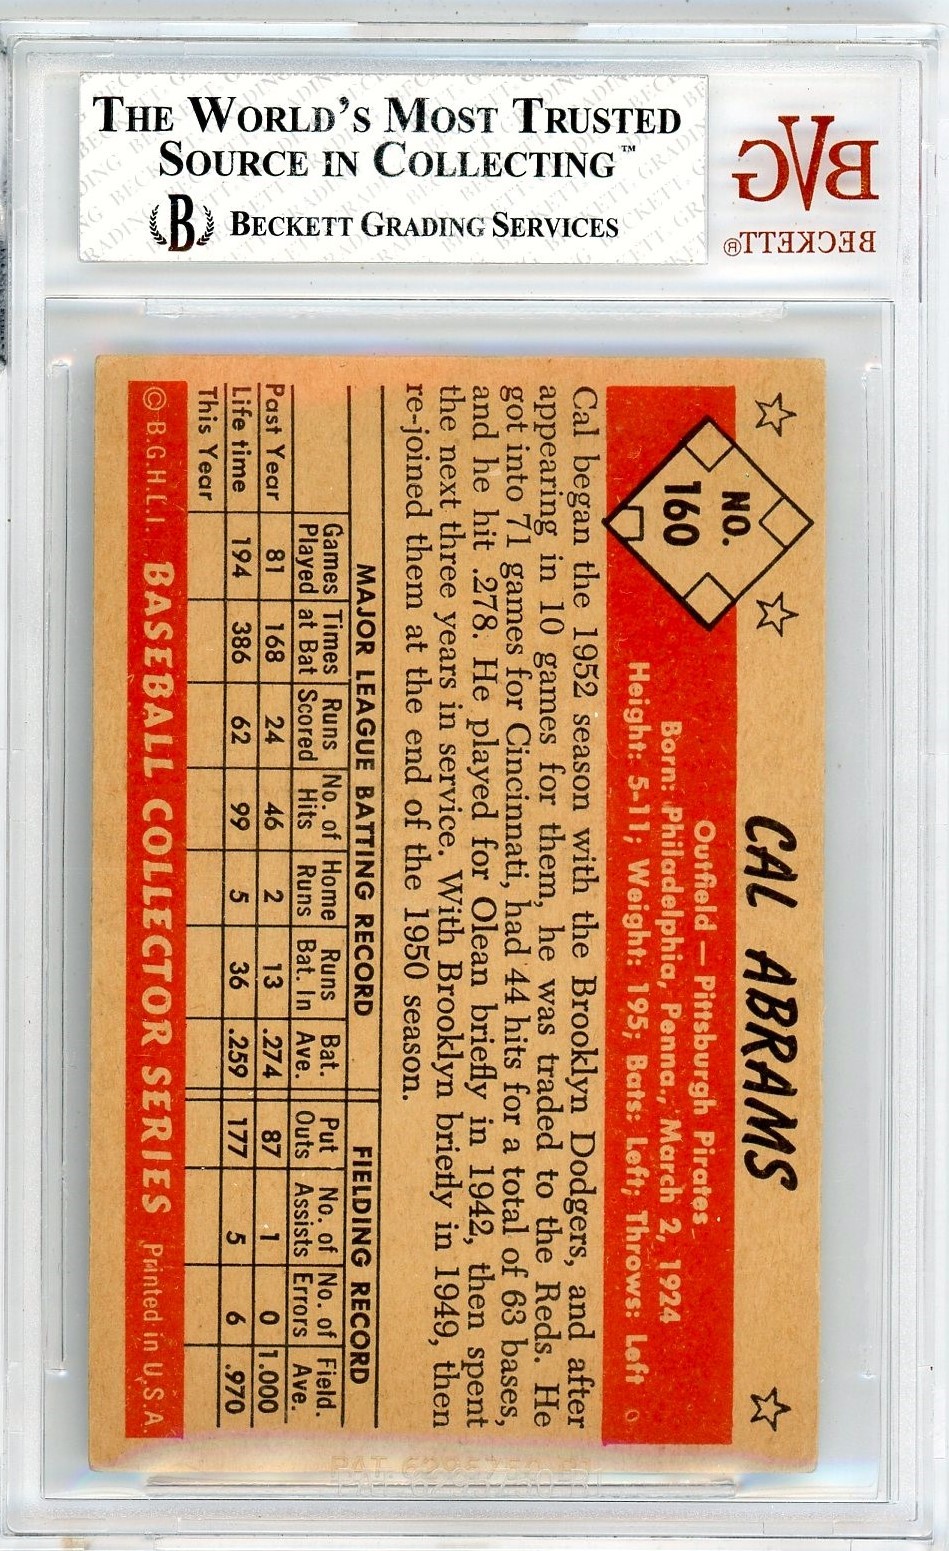 THE WORLD'S MOST TRUSTED
SOURCE IN COLLECTING™
B BECKETT GRADING SERVICES
BVG
BECKETT®
NO.
160
CAL ABRAMS
Outfield — Pittsburgh Pirates
Born: Philadelphia, Penna., March 2, 1924
Height: 5-11; Weight: 195; Bats: Left; Throws: Left
Cal began the 1952 season with the Brooklyn Dodgers, and after
appearing in 10 games for them, he was traded to the Reds. He
got into 71 games for Cincinnati, had 44 hits for a total of 63 bases,
and he hit .278. He played for Olean briefly in 1942, then spent
the next three years in service. With Brooklyn briefly in 1949, then
re-joined them at the end of the 1950 season.
MAJOR LEAGUE BATTING RECORD FIELDING RECORD
Games Times Runs No. of Home Runs Bat. Put No. of No. of Field.
Played at Bat Scored Hits Runs Bat. In Ave. Outs Assists Errors Ave.
Past Year 81 168 24 46 2 13 .274 87 1 0 1.000
Life time 194 386 62 99 5 36 .259 177 5 6 .970
This Year
© B.G.H.L.I. BASEBALL COLLECTOR SERIES Printed in U.S.A.